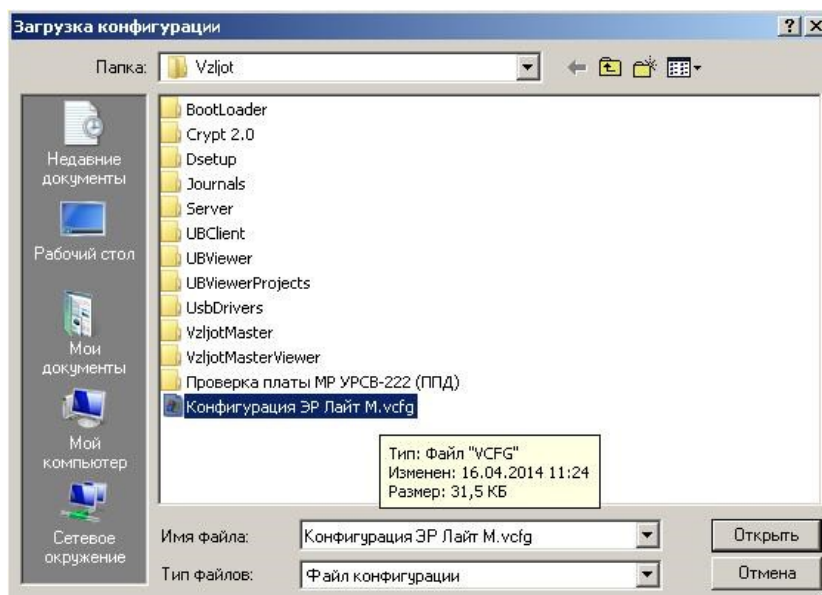 Загрузка конфигурации
Папка: Vzljot
BootLoader
Crypt 2.0
Dsetup
Journals
Server
UBClient
UBViewer
UBViewerProjects
UsbDrivers
VzljotMaster
VzljotMasterViewer
Проверка платы МР УРСВ-222 (ППД)
Конфигурация ЭР Лайт М.vcfg
Тип: Файл "VCFG"
Изменен: 16.04.2014 11:24
Размер: 31,5 КБ
Недавние
документы
Рабочий стол
Мои
документы
Мой
компьютер
Сетевое
окружение
Имя файла: Конфигурация ЭР Лайт М.vcfg Открыть
Тип файлов: Файл конфигурации Отмена